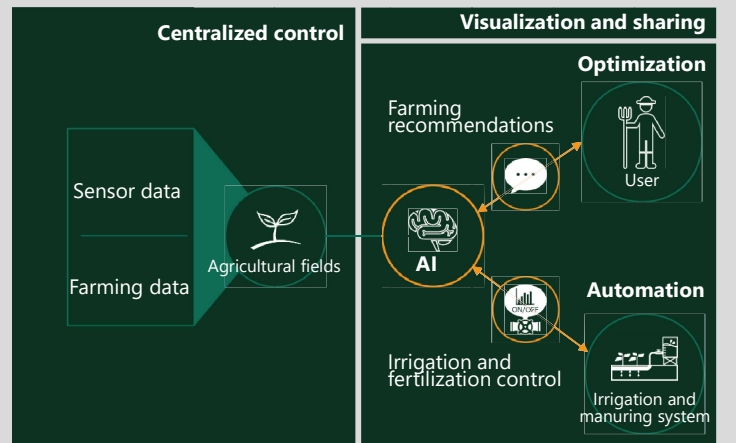 Centralized control
Sensor data
Farming data
Agricultural fields
Visualization and sharing
Optimization
Farming
recommendations
User
AI
Automation
ON/OFF
Irrigation and
fertilization control
Irrigation and
manuring system